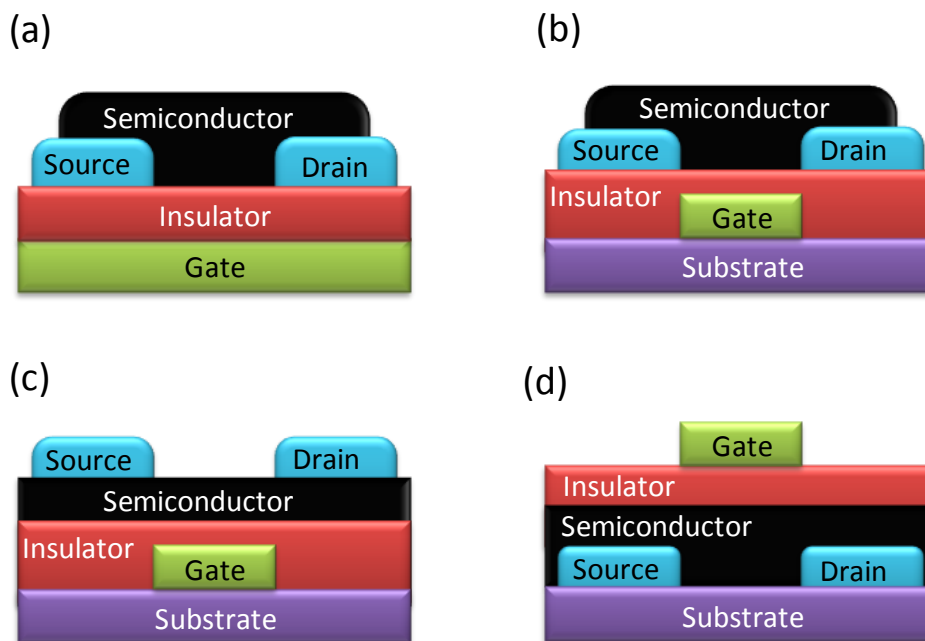 (a)
Semiconductor
Source
Drain
Insulator
Gate
(b)
Semiconductor
Source
Drain
Insulator
Gate
Substrate
(c)
Source
Drain
Semiconductor
Insulator
Gate
Substrate
(d)
Gate
Insulator
Semiconductor
Source
Drain
Substrate